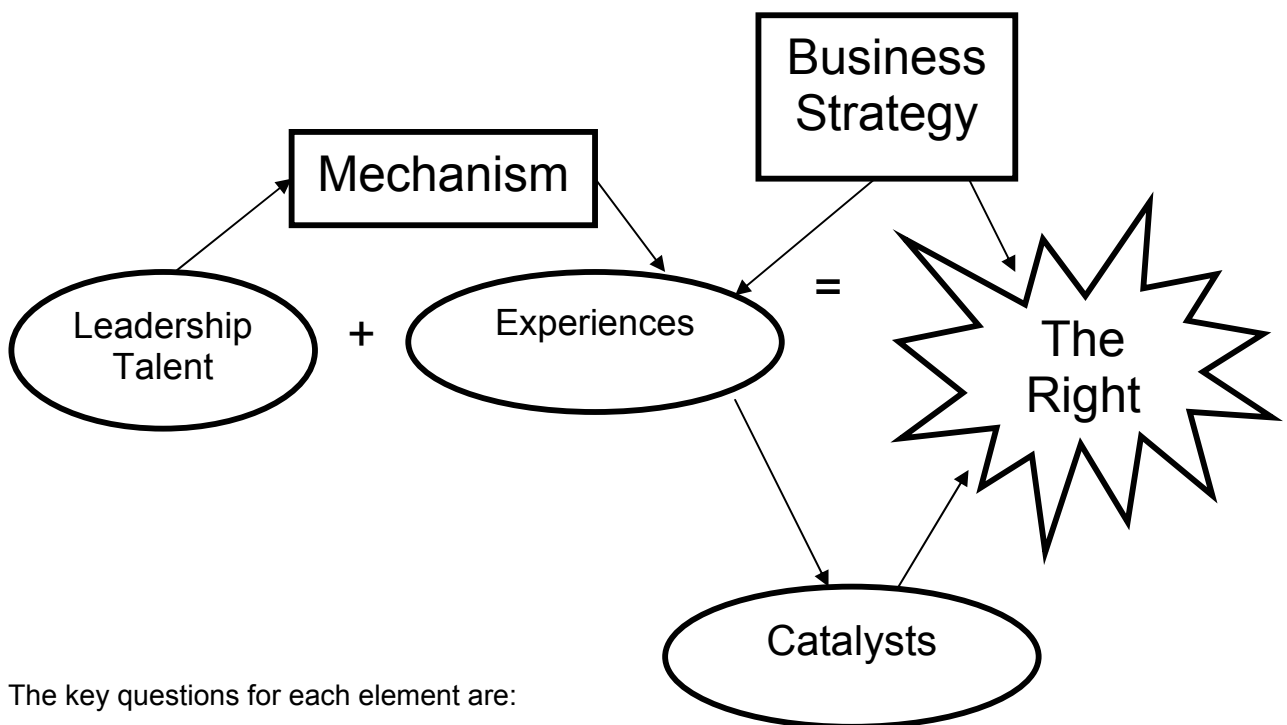 Business
Strategy
Mechanism
Leadership
Talent
+
Experiences
=
The
Right
Catalysts
The key questions for each element are: